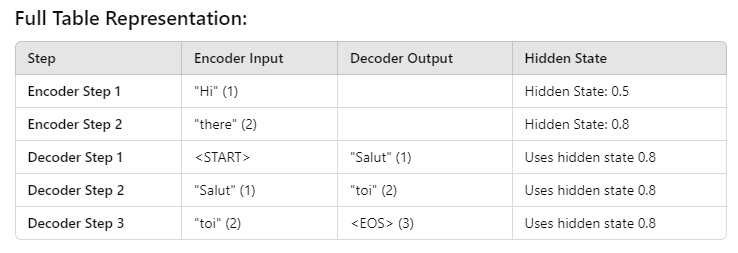 Full Table Representation:
Step Encoder Input Decoder Output Hidden State
Encoder Step 1 "Hi" (1) Hidden State: 0.5
Encoder Step 2 "there" (2) Hidden State: 0.8
Decoder Step 1 <START> "Salut" (1) Uses hidden state 0.8
Decoder Step 2 "Salut" (1) "toi" (2) Uses hidden state 0.8
Decoder Step 3 "toi" (2) <EOS> (3) Uses hidden state 0.8